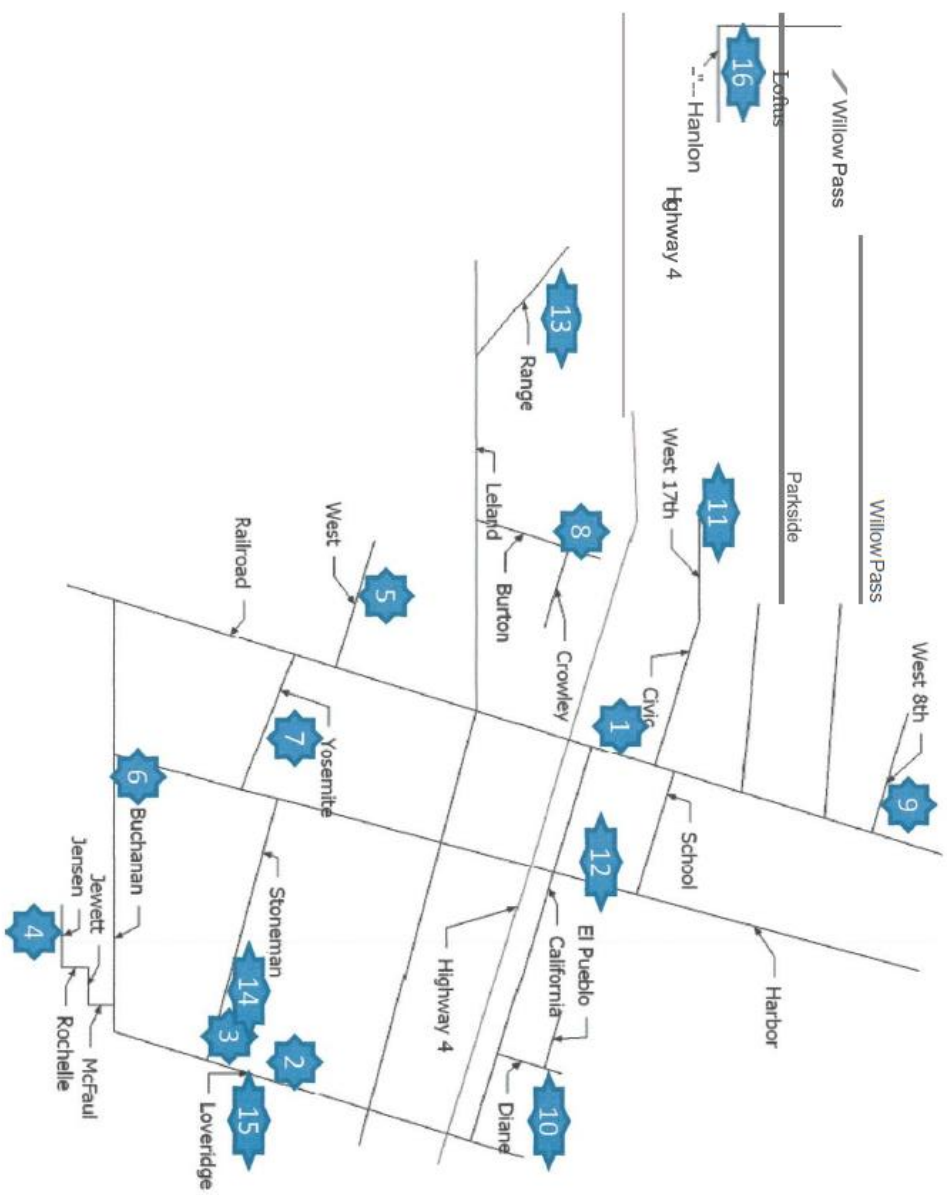 Willow Pass
Loftus
16
-"-- Hanlon
Hghway 4
Willow Pass
Parkside
West 8th
9
11
West 17th
Civic
School
Harbor
1
12
13
Range
8
Leland
Burton
Crowley
El Pueblo
California
Highway 4
Diane
10
West
5
Railroad
Yosemite
7
6
Buchanan
Stoneman
14
3
2
15
Loveridge
Jewett
Jensen
4
McFaul
Rochelle